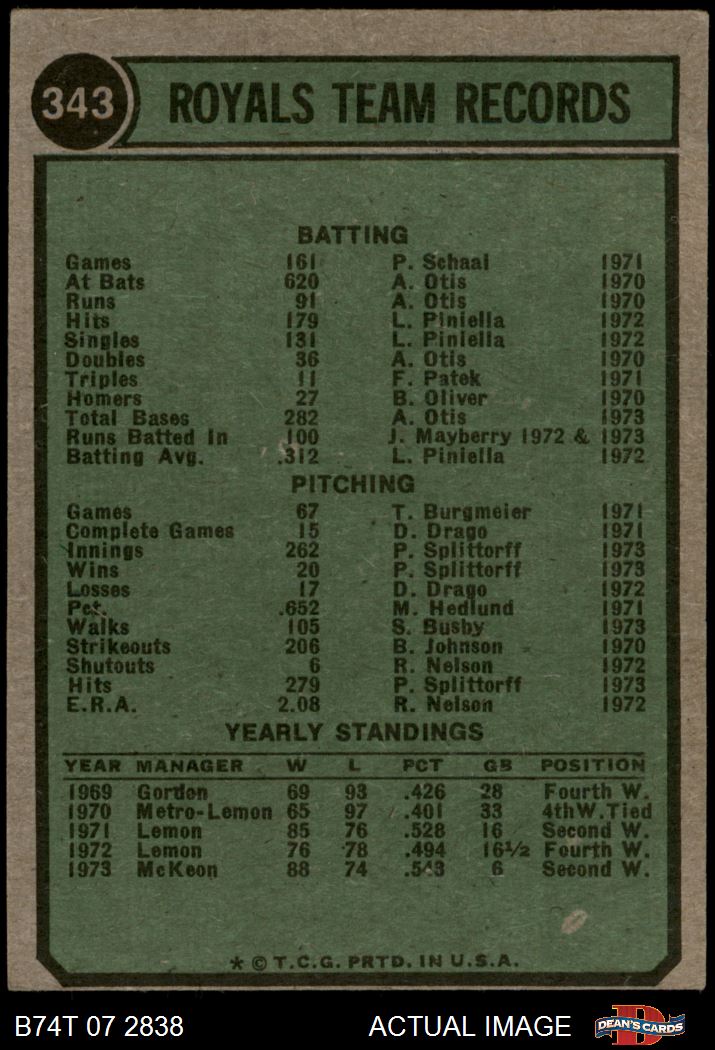 343 ROYALS TEAM RECORDS
BATTING
Games 161 P. Schaal 1971
At Bats 620 A. Otis 1970
Runs 91 A. Otis 1970
Hits 179 L. Piniella 1972
Singles 131 L. Piniella 1972
Doubles 36 A. Otis 1970
Triples 11 F. Patek 1971
Homers 27 B. Oliver 1970
Total Bases 282 A. Otis 1973
Runs Batted In 100 J. Mayberry 1972 & 1973
Batting Avg. .312 L. Piniella 1972
PITCHING
Games 67 T. Burgmeier 1971
Complete Games 15 D. Drago 1971
Innings 262 P. Splittorff 1973
Wins 20 P. Splittorff 1973
Losses 17 D. Drago 1972
Pct. .652 M. Hedlund 1971
Walks 105 S. Busby 1973
Strikeouts 206 B. Johnson 1970
Shutouts 6 R. Nelson 1972
Hits 279 P. Splittorff 1973
E.R.A. 2.08 R. Nelson 1972
YEARLY STANDINGS
YEAR MANAGER W L PCT GB POSITION
1969 Gordon 69 93 .426 28 Fourth W.
1970 Metro-Lemon 65 97 .401 33 4thW.Tied
1971 Lemon 85 76 .528 16 Second W.
1972 Lemon 76 78 .494 16½ Fourth W.
1973 McKeon 88 74 .543 6 Second W.
* © T.C.G. PRTD. IN U.S.A.
B74T 07 2838 ACTUAL IMAGE D DEAN'S CARDS